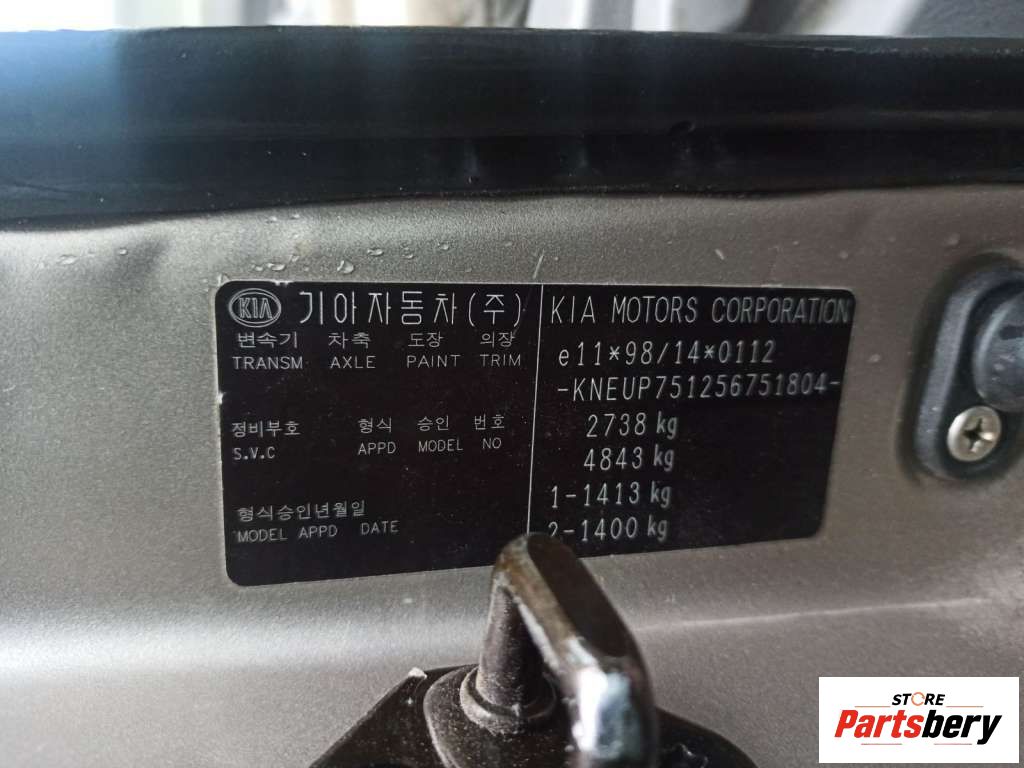 KIA 기아자동차(주)
변속기 차축 도장 의장
TRANSM AXLE PAINT TRIM
정비부호 형식 승인 번호
S.V.C APPD MODEL NO
형식승인년월일
MODEL APPD DATE
KIA MOTORS CORPORATION
e11*98/14*0112
-KNEUP751256751804-
2738 kg
4843 kg
1-1413 kg
2-1400 kg
STORE
Partsbery